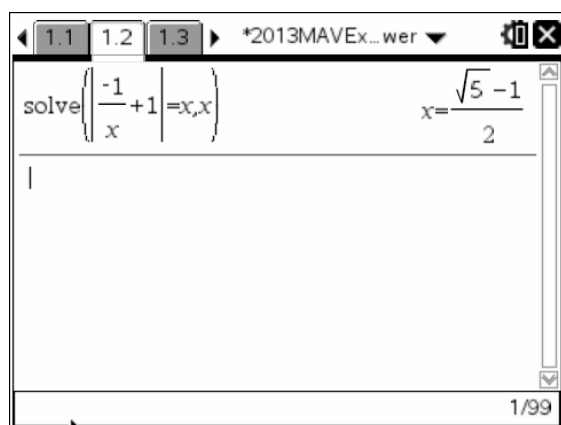 1.1 1.2 1.3 *2013MAVEx...wer
solve(|-1/x+1|=x,x) x=(√5-1)/2
1/99